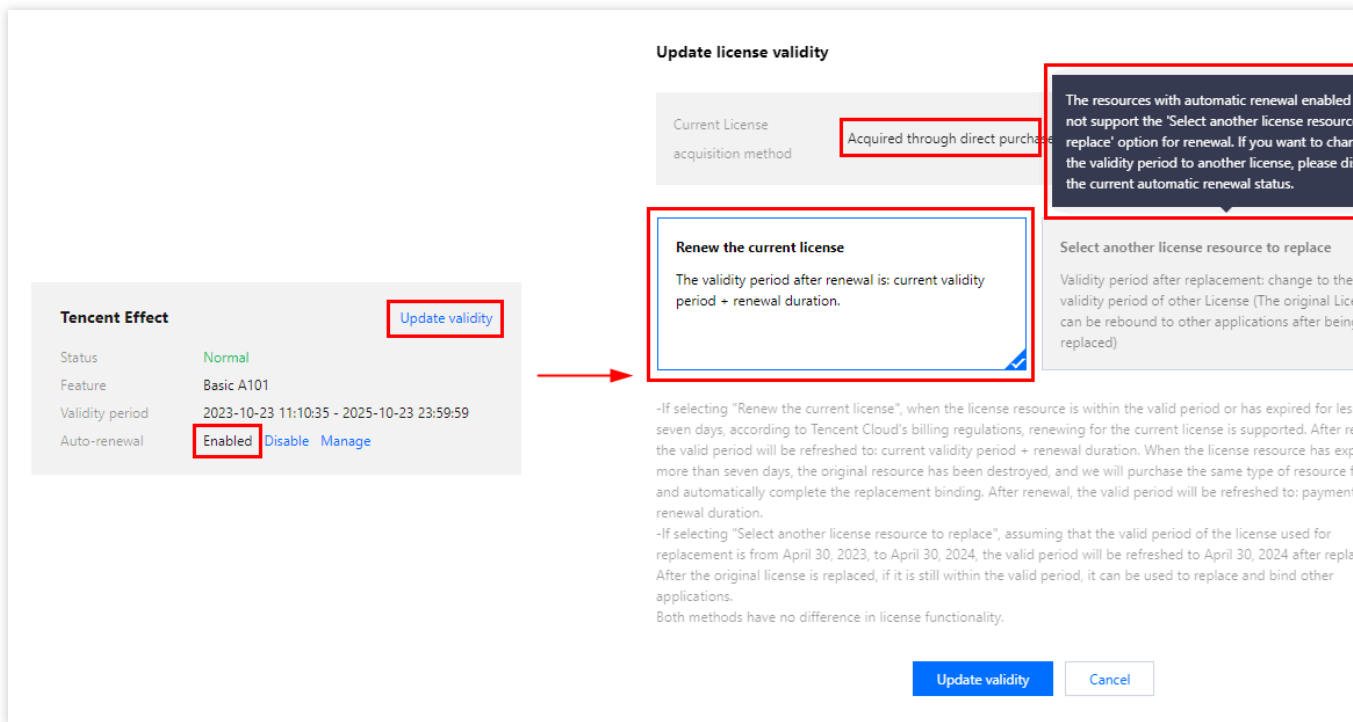 Update license validity
Current License
acquisition method
Acquired through direct purchase
The resources with automatic renewal enabled
not support the 'Select another license resource
replace' option for renewal. If you want to
the validity period to another license, please
the current automatic renewal status.
Renew the current license
The validity period after renewal is: current validity
period + renewal duration.
Select another license resource to replace
Validity period after replacement: change to the
validity period of other License (The original
can be rebound to other applications after
replaced)
Tencent Effect
Update validity
Status
Normal
Feature
Basic A101
Validity period
2023-10-23 11:10:35 - 2025-10-23 23:59:59
Auto-renewal
Enabled Disable Manage
-If selecting "Renew the current license", when the license resource is within the valid period or has expired for
seven days, according to Tencent Cloud's billing regulations, renewing for the current license is supported. After
the valid period will be refreshed to: current validity period + renewal duration. When the license resource has
more than seven days, the original resource has been destroyed, and we will purchase the same type of resource
and automatically complete the replacement binding. After renewal, the valid period will be refreshed to: payment
renewal duration.
-If selecting "Select another license resource to replace", assuming that the valid period of the license used for
replacement is from April 30, 2023, to April 30, 2024, the valid period will be refreshed to April 30, 2024 after
After the original license is replaced, if it is still within the valid period, it can be used to replace and bind other
applications.
Both methods have no difference in license functionality.
Update validity
Cancel